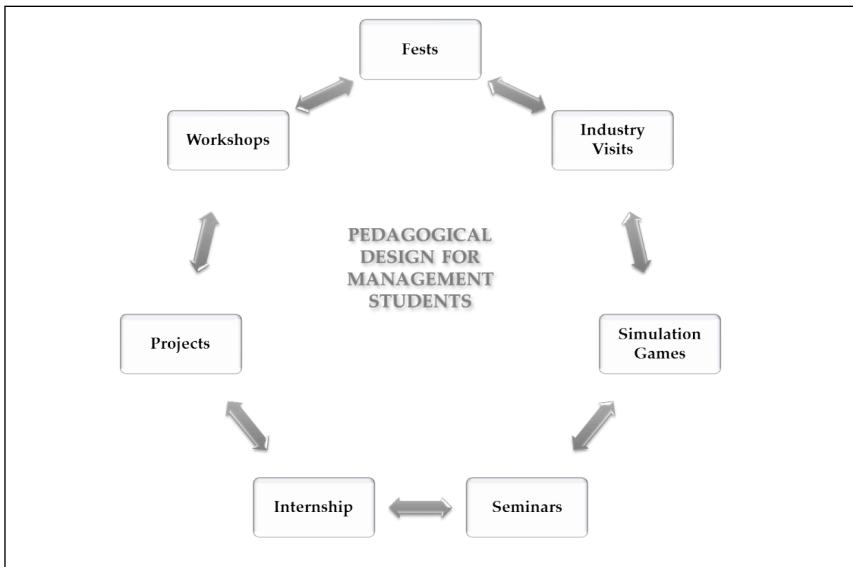 Fests
Workshops
Industry
Visits
PEDAGOGICAL
DESIGN FOR
MANAGEMENT
STUDENTS
Projects
Simulation
Games
Internship
Seminars